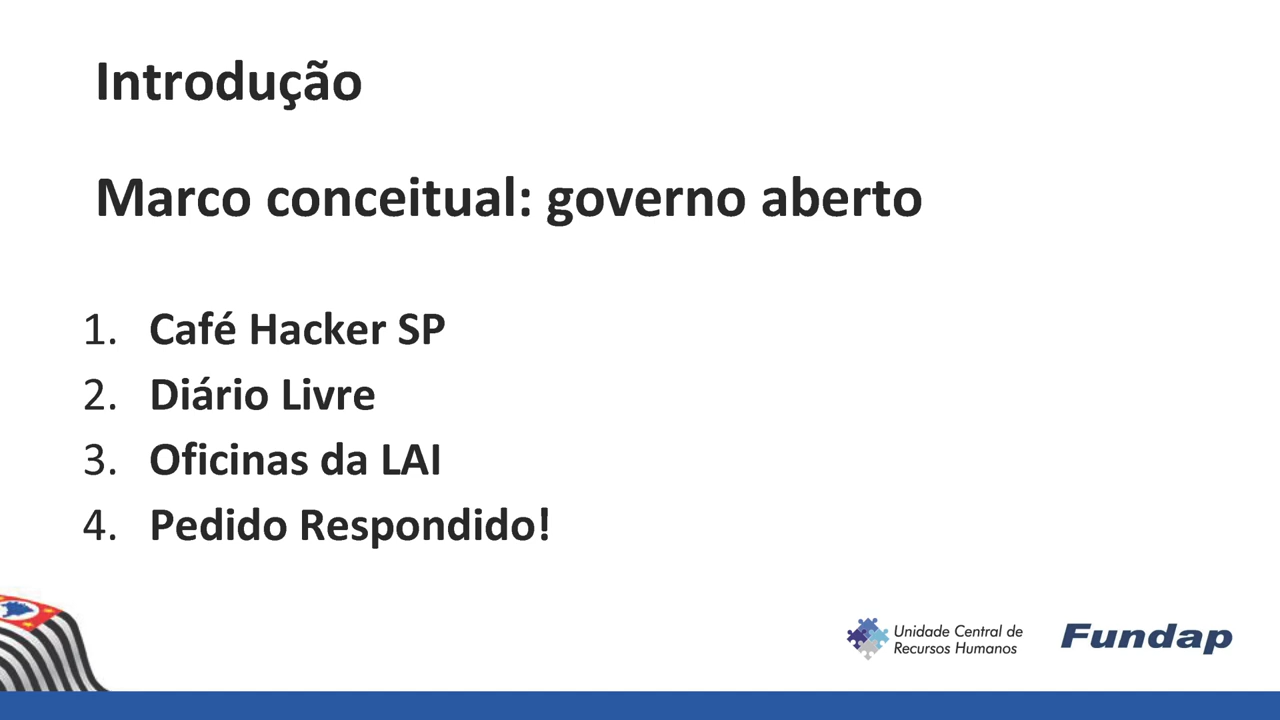 Introdução
Marco conceitual: governo aberto
1. Café Hacker SP
2. Diário Livre
3. Oficinas da LAI
4. Pedido Respondido!
Unidade Central de
Recursos Humanos
Fundap